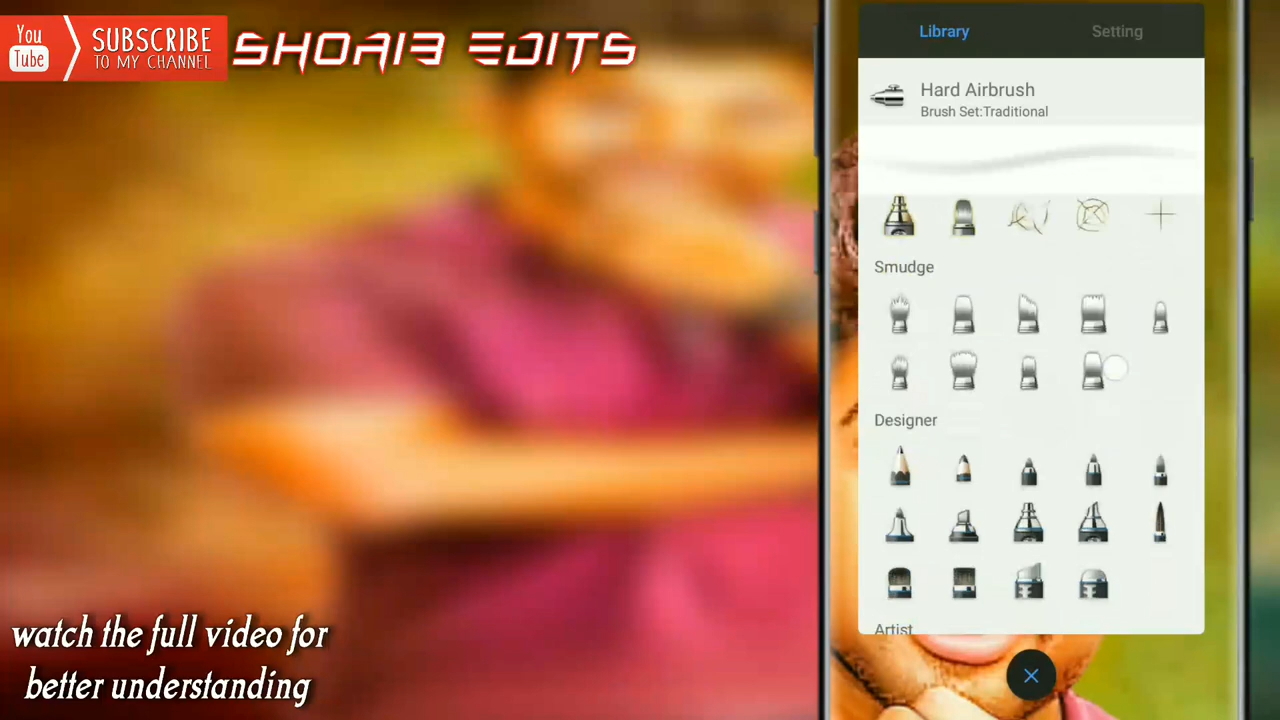 You
Tube
SUBSCRIBE
TO MY CHANNEL
SHOAIB EDITS
Library
Setting
Hard Airbrush
Brush Set:Traditional
Smudge
Designer
Artist
watch the full video for
better understanding